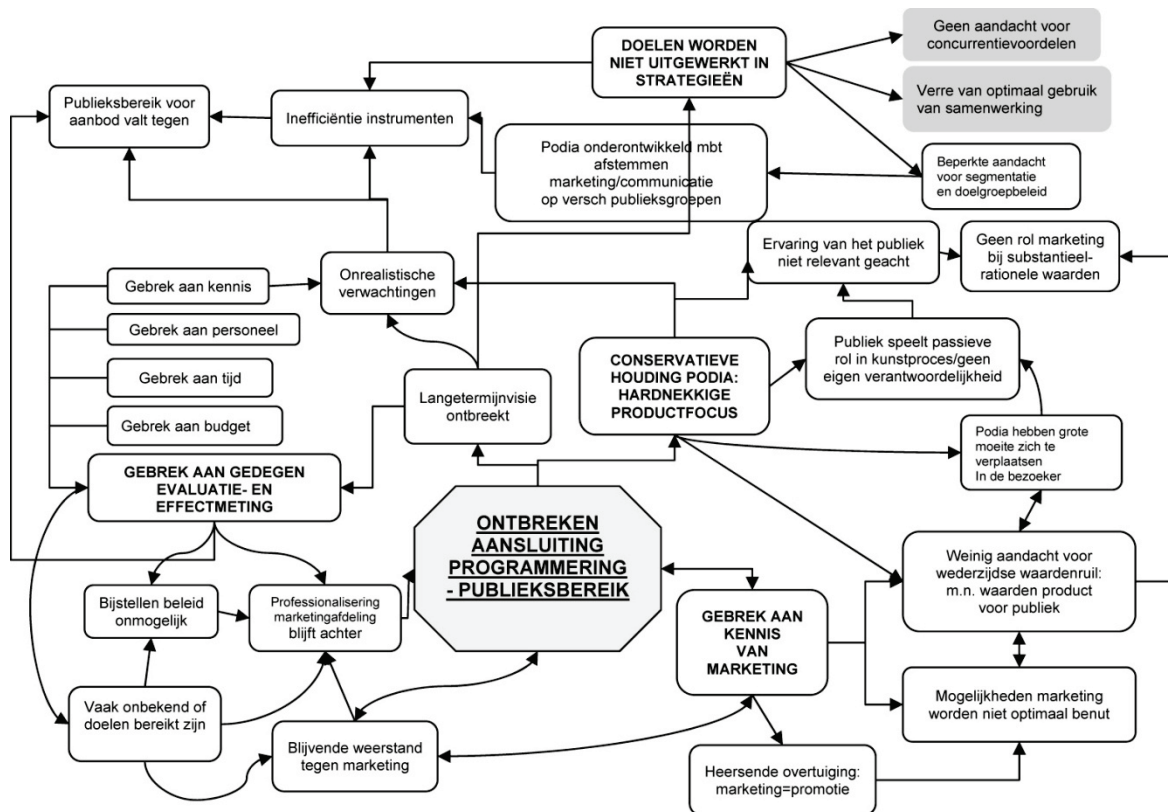 Geen aandacht voor
concurrentievoordelen
DOELEN WORDEN
NIET UITGEWERKT IN
STRATEGIEËN
Verre van optimaal gebruik
van samenwerking
Publieksbereik voor
aanbod valt tegen
Inefficiëntie instrumenten
Podia onderontwikkeld mbt
afstemmen
marketing/communicatie
op versch publieksgroepen
Beperkte aandacht
voor segmentatie
en doelgroepbeleid
Ervaring van het publiek
niet relevant geacht
Geen rol marketing
bij substantieel-
rationele waarden
Onrealistische
verwachtingen
Gebrek aan kennis
Gebrek aan personeel
Gebrek aan tijd
Gebrek aan budget
Langetermijnvisie
ontbreekt
CONSERVATIEVE
HOUDING PODIA:
HARDNEKKIGE
PRODUCTFOCUS
Publiek speelt passieve
rol in kunstproces/geen
eigen verantwoordelijkheid
Podia hebben grote
moeite zich te
verplaatsen
In de bezoeker
GEBREK AAN GEDEGEN
EVALUATIE- EN
EFFECTMETING
ONTBREKEN
AANSLUITING
PROGRAMMERING
- PUBLIEKSBEREIK
Weinig aandacht voor
wederzijdse waardenruil:
m.n. waarden product
voor publiek
Bijstellen beleid
onmogelijk
Professionalisering
marketingafdeling
blijft achter
GEBREK AAN
KENNIS
VAN
MARKETING
Vaak onbekend of
doelen bereikt zijn
Blijvende weerstand
tegen marketing
Mogelijkheden marketing
worden niet optimaal benut
Heersende overtuiging:
marketing=promotie